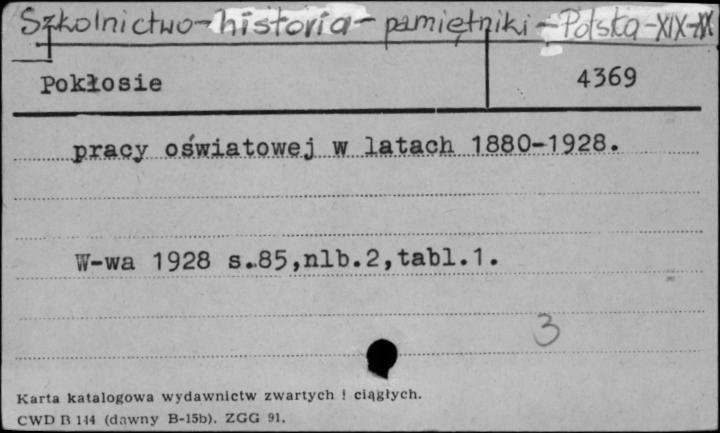 Szkolnictwo-historia-pamiętniki-Polska-XIX-XX
Pokłosie 4369
pracy oświatowej w latach 1880-1928.
W-wa 1928 s.85,nlb.2,tabl.1.
3
Karta katalogowa wydawnictw zwartych i ciągłych.
CWD B 144 (dawny B-15b). ZGG 91.